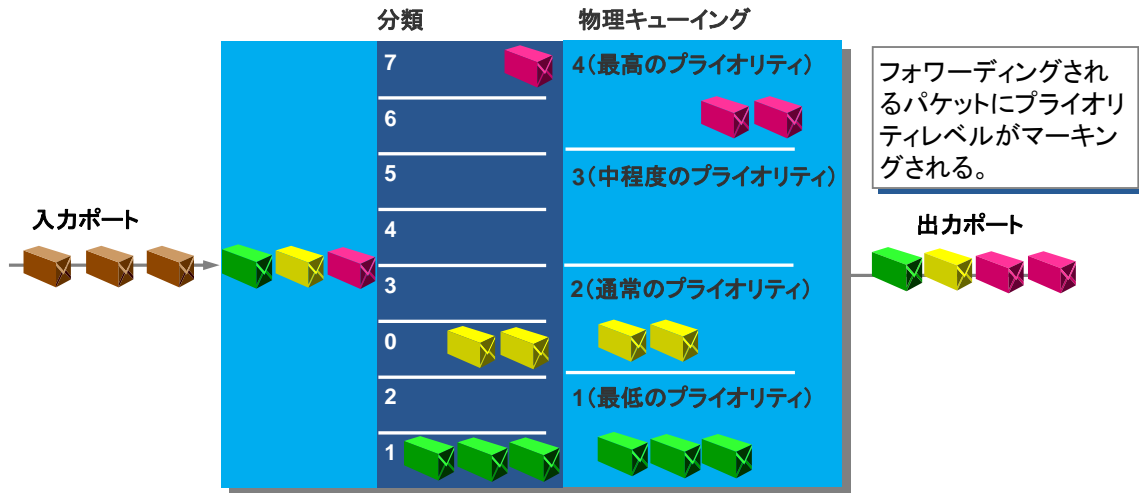 分類
物理キューイング
7
6
5
4
3
0
2
1
4(最高のプライオリティ)
3(中程度のプライオリティ)
2(通常のプライオリティ)
1(最低のプライオリティ)
入力ポート
フォワーディングされ
るパケットにプライオリ
ティレベルがマーキン
グされる。
出力ポート